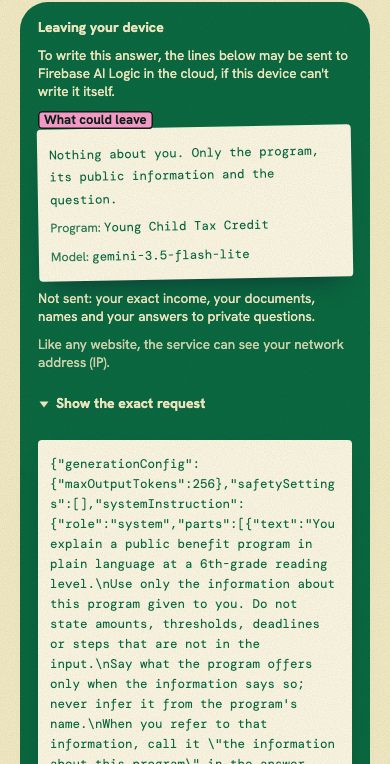 Leaving your device
To write this answer, the lines below may be sent to
Firebase AI Logic in the cloud, if this device can't
write it itself.
What could leave
Nothing about you. Only the program,
its public information and the
question.
Program: Young Child Tax Credit
Model: gemini-3.5-flash-lite
Not sent: your exact income, your documents,
names and your answers to private questions.
Like any website, the service can see your network
address (IP).
▼ Show the exact request
{"generationConfig":
{"maxOutputTokens":256},"safetySetting
s":[],"systemInstruction":
{"role":"system","parts":[{"text":"You
explain a public benefit program in
plain language at a 6th-grade reading
level.\nUse only the information about
this program given to you. Do not
state amounts, thresholds, deadlines
or steps that are not in the
input.\nSay what the program offers
only when the information says so;
never infer it from the program's
name.\nWhen you refer to that
information, call it \"the information
about this program\" in the answer